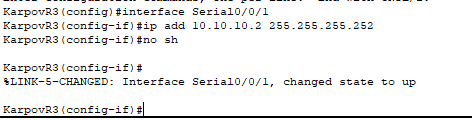 KarpovR3(config)#interface Serial0/0/1
KarpovR3(config-if)#ip add 10.10.10.2 255.255.255.252
KarpovR3(config-if)#no sh
KarpovR3(config-if)#
%LINK-5-CHANGED: Interface Serial0/0/1, changed state to up
KarpovR3(config-if)#